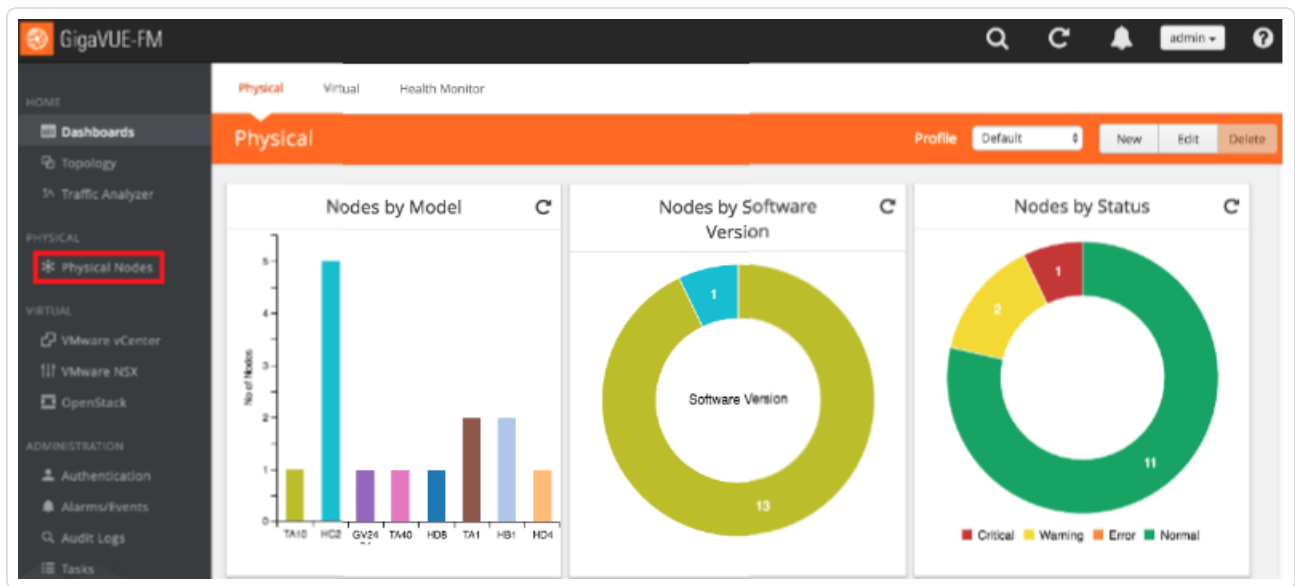 GigaVUE-FM
admin
?
HOME
Dashboards
Topology
Traffic Analyzer
PHYSICAL
Physical Nodes
VIRTUAL
VMware vCenter
VMware NSX
OpenStack
ADMINISTRATION
Authentication
Alarms/Events
Audit Logs
Tasks
Physical Virtual Health Monitor
Physical
Profile Default New Edit Delete
Nodes by Model
No of Nodes
5
4
3
2
1
0
TA10 HC2 GV24 TA40 HD8 TA1 HB1 HD4
Nodes by Software
Version
1
Software Version
13
Nodes by Status
1
2
11
Critical Warning Error Normal